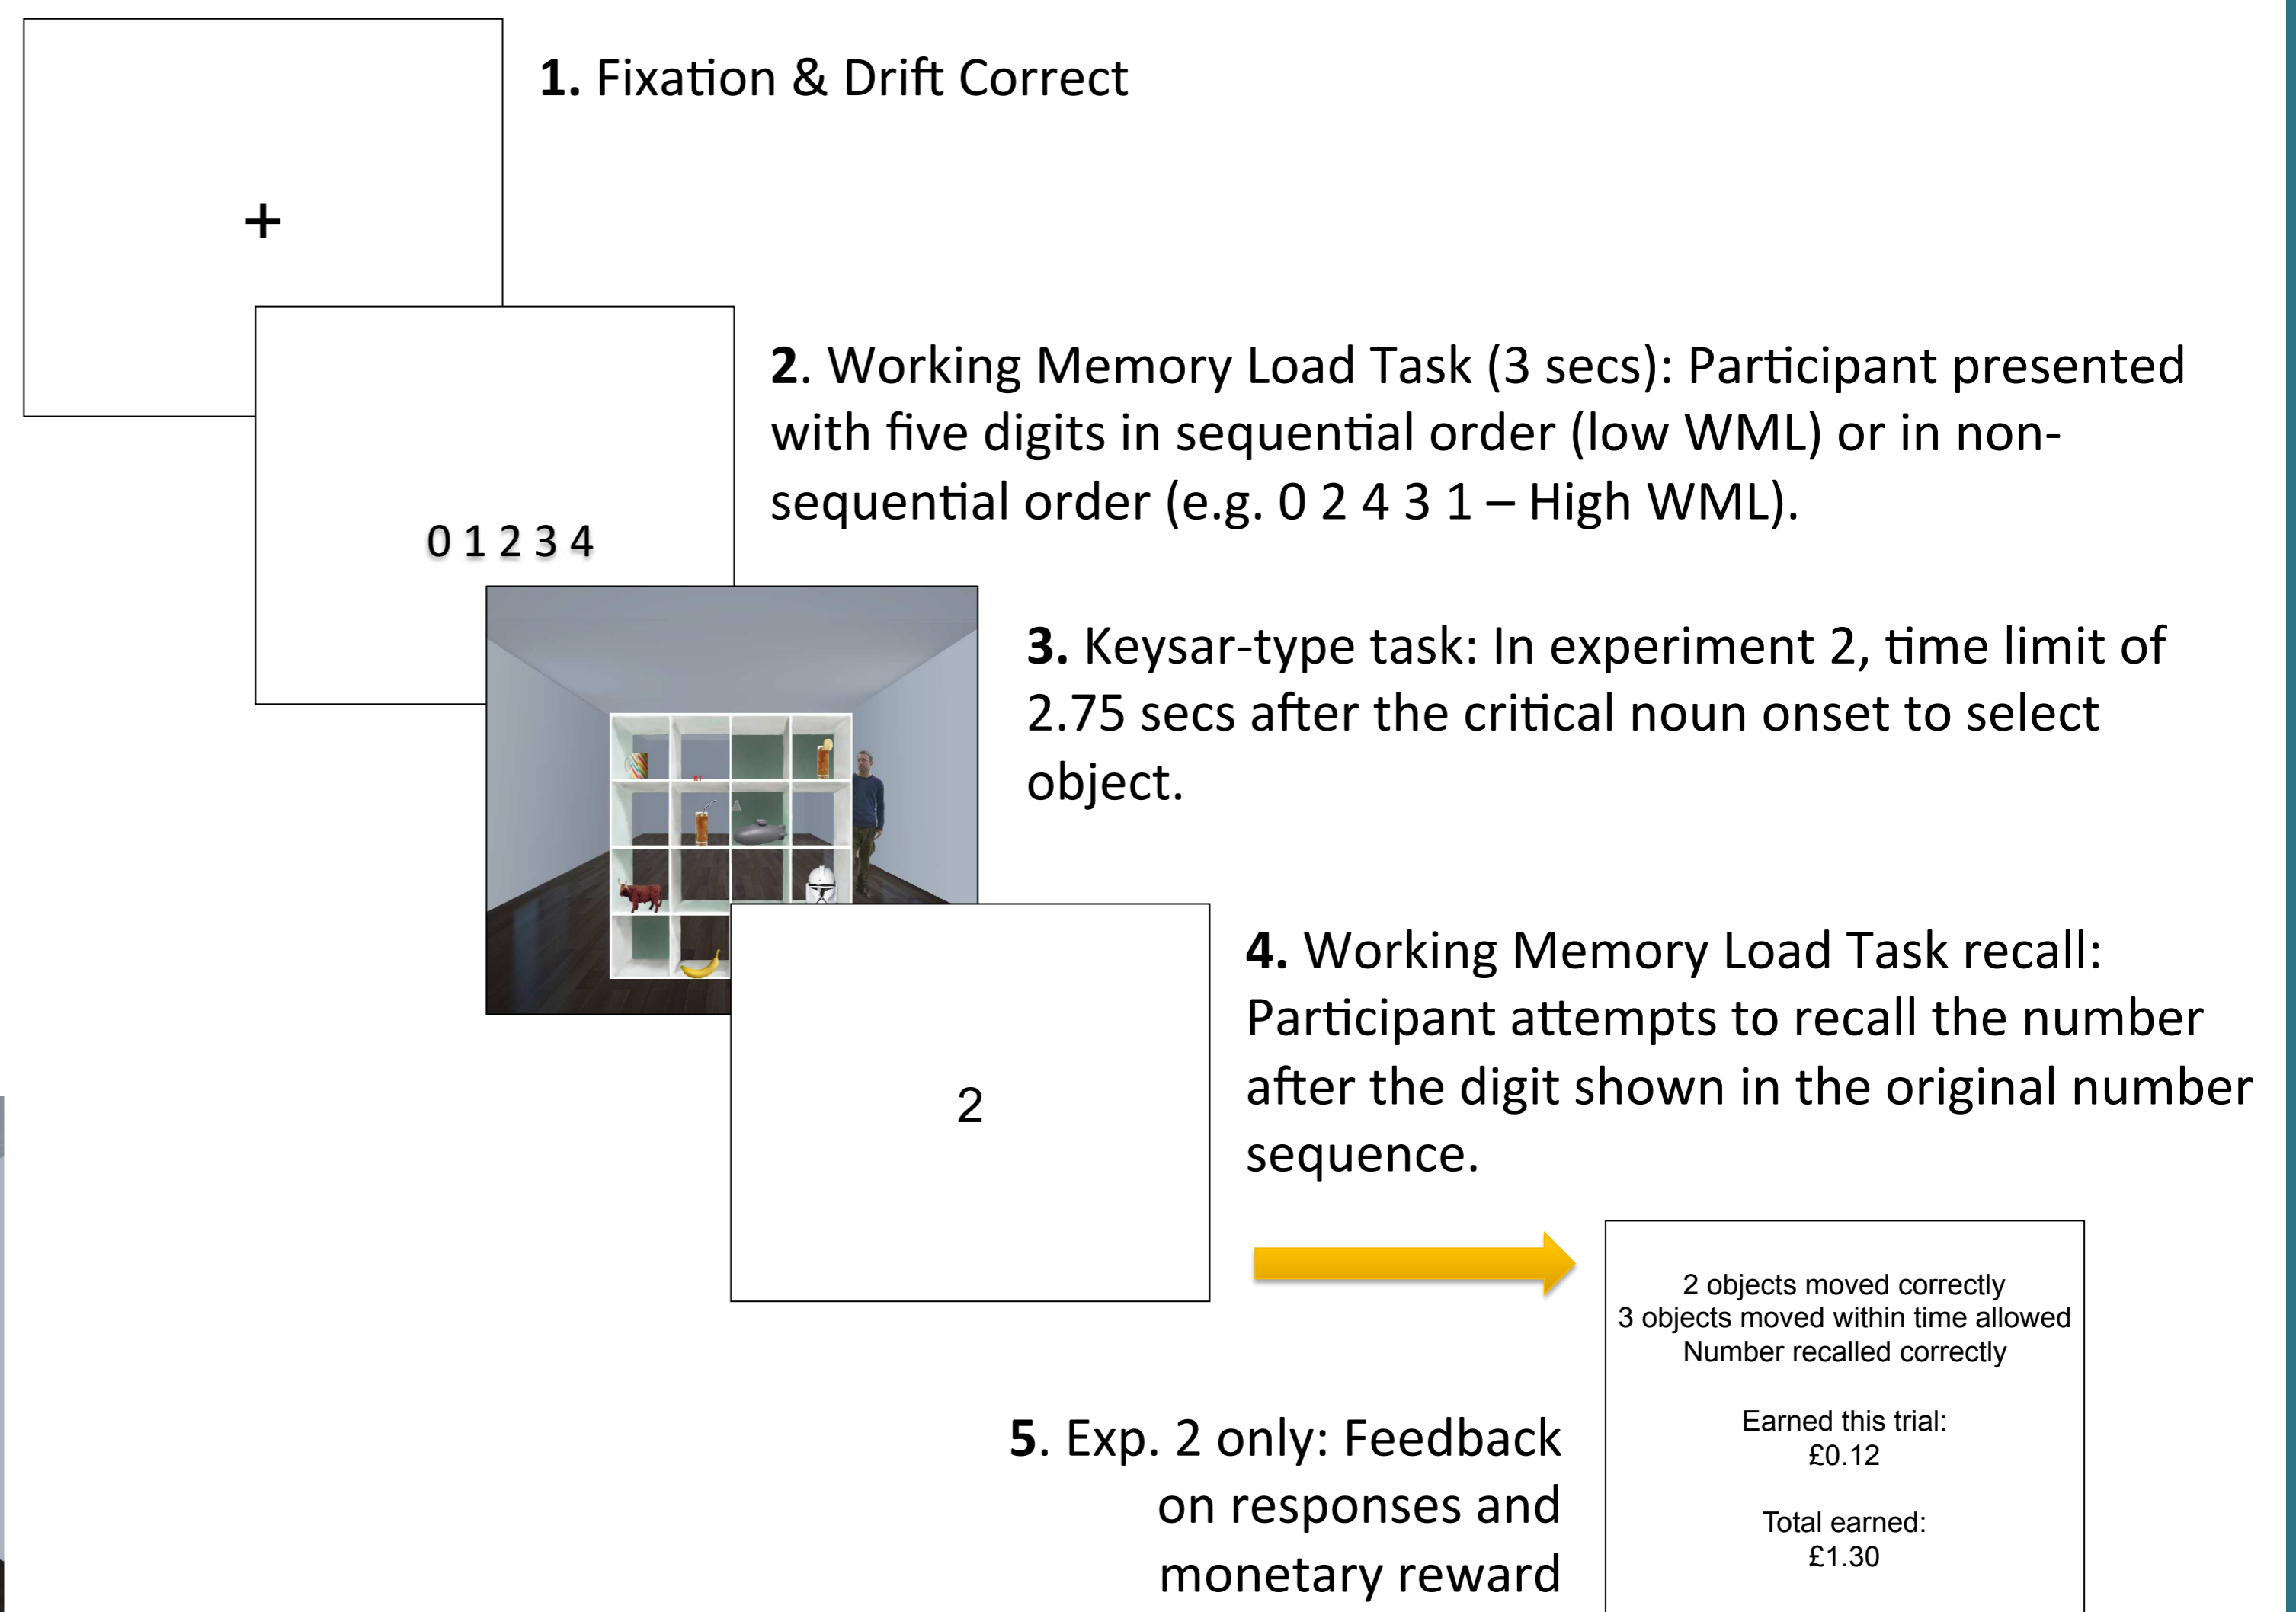 1. Fixation & Drift Correct
+
2. Working Memory Load Task (3 secs): Participant presented
with five digits in sequential order (low WML) or in non-
sequential order (e.g. 0 2 4 3 1 – High WML).
0 1 2 3 4
3. Keysar-type task: In experiment 2, time limit of
2.75 secs after the critical noun onset to select
object.
RT
4. Working Memory Load Task recall:
Participant attempts to recall the number
after the digit shown in the original number
sequence.
2
2 objects moved correctly
3 objects moved within time allowed
Number recalled correctly
Earned this trial:
£0.12
Total earned:
£1.30
5. Exp. 2 only: Feedback
on responses and
monetary reward